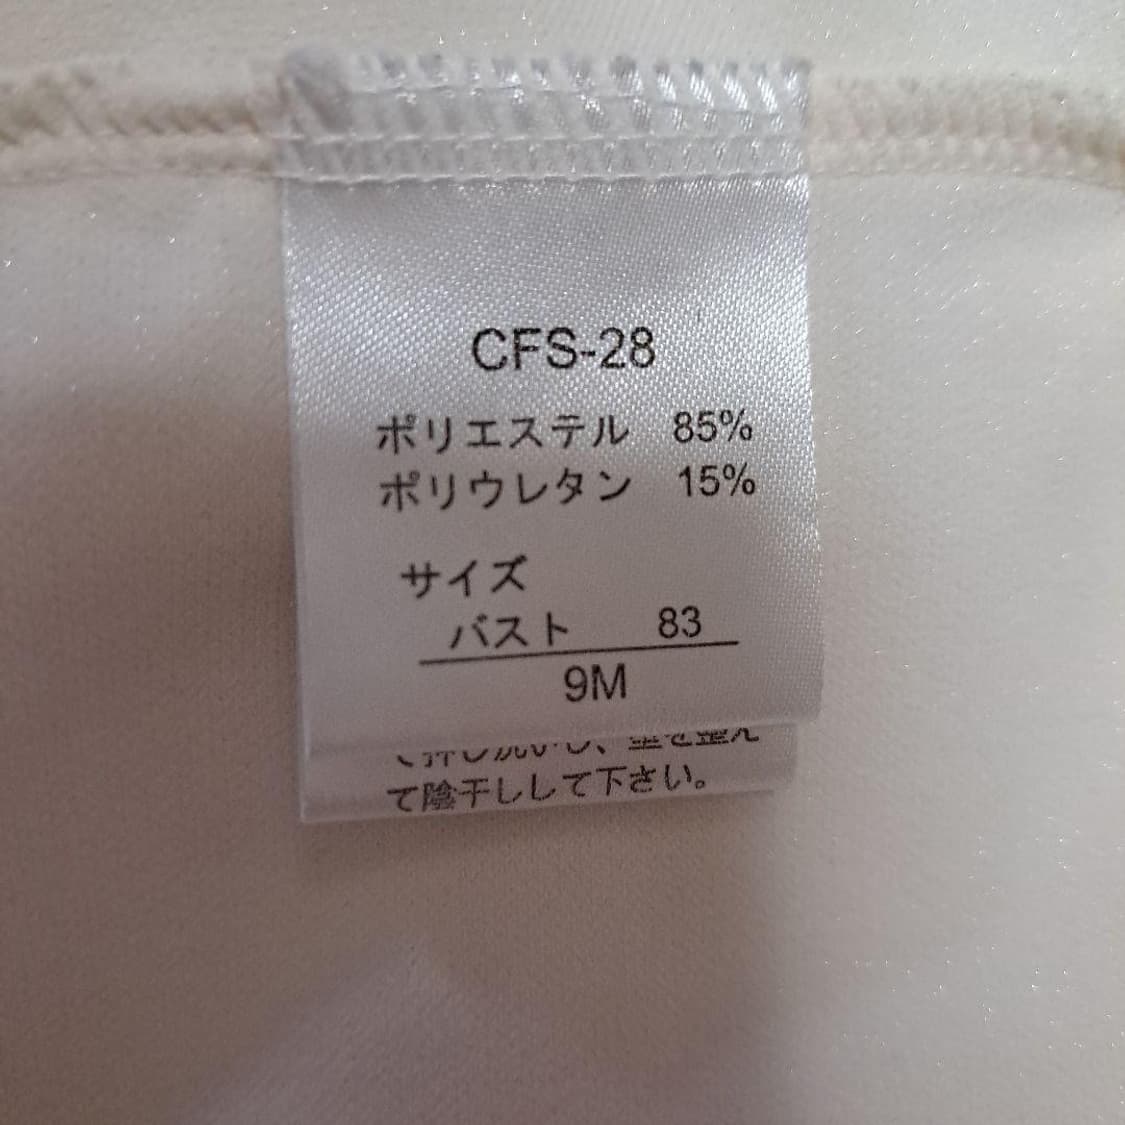 CFS-28
ポリエステル 85%
ポリウレタン 15%
サイズ
バスト 83
9M
て陰干しして下さい。